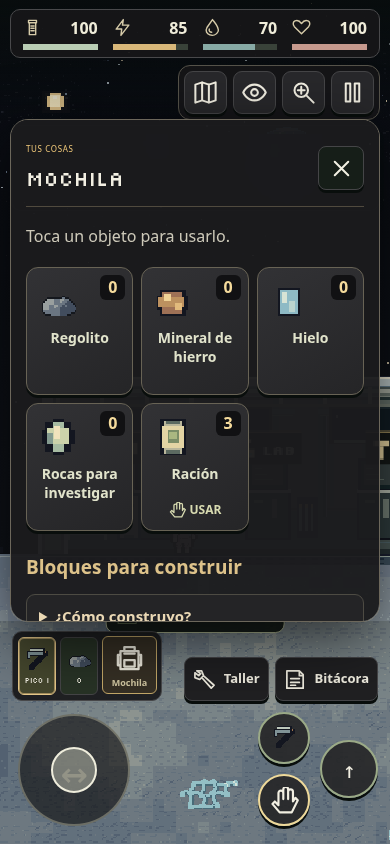 100 85 70 100
TUS COSAS
MOCHILA
Toca un objeto para usarlo.
0 0 0
Regolito Mineral de hierro Hielo
0 3
Rocas para investigar Ración
USAR
Bloques para construir
¿Cómo construyo?
PICO I 0 Mochila
Taller Bitácora